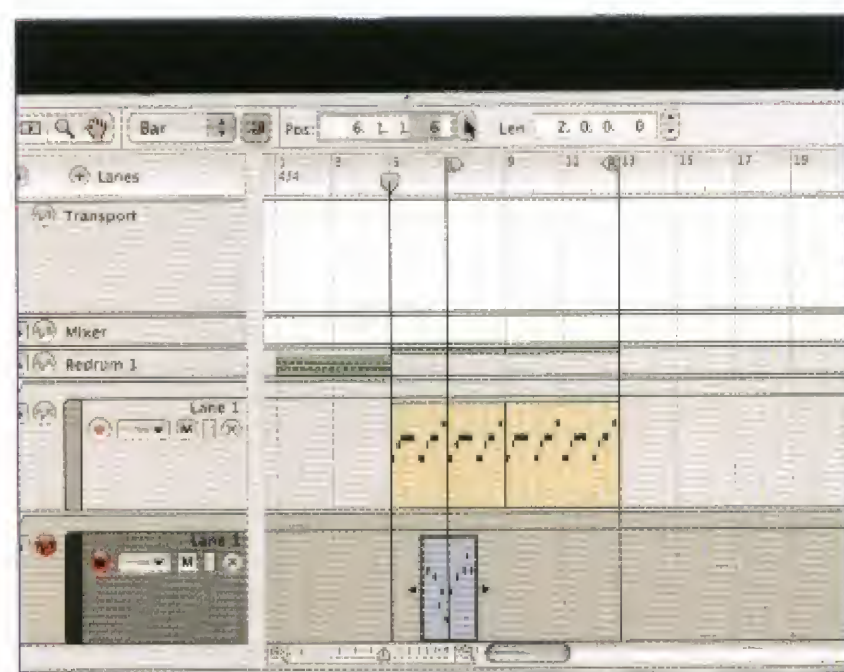 Bar Pos: 6. 1. 1. 6 Len 2. 0. 0. 0
Lanes
1 3 5 9 11 13 15 17 19
4/4
Transport
Mixer
Redrum 1
Lane 1
M
Lane 1
M